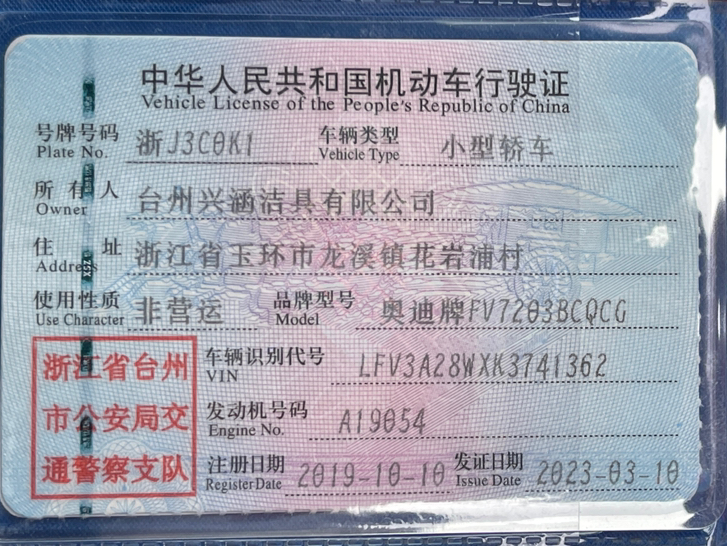 中华人民共和国机动车行驶证
Vehicle License of the People's Republic of China
号牌号码 浙J3C0K1 车辆类型 小型轿车
Plate No. Vehicle Type
所有人 台州兴涵洁具有限公司
Owner
住址 浙江省玉环市龙溪镇花岩浦村
Address
使用性质 非营运 品牌型号 奥迪牌FV7203BCQCG
Use Character Model
浙江省台州
市公安局交
通警察支队
车辆识别代号 LFV3A28WXK3741362
VIN
发动机号码 A19054
Engine No.
注册日期 2019-10-10 发证日期 2023-03-10
Register Date Issue Date